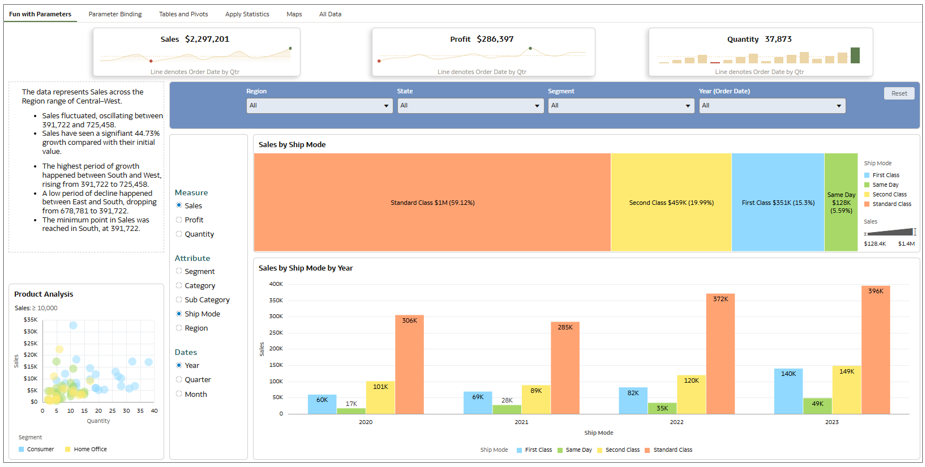 Fun with Parameters Parameter Binding Tables and Pivots Apply Statistics Maps All Data
Sales $2,297,201
Line denotes Order Date by Qtr
Profit $286,397
Line denotes Order Date by Qtr
Quantity 37,873
Line denotes Order Date by Qtr
The data represents Sales across the
Region range of Central–West.
• Sales fluctuated, oscillating between
391,722 and 725,458.
• Sales have seen a signifiant 44.73%
growth compared with their initial
value.
• The highest period of growth
happened between South and West,
rising from 391,722 to 725,458.
• A low period of decline happened
between East and South, dropping
from 678,781 to 391,722.
• The minimum point in Sales was
reached in South, at 391,722.
Region State Segment Year (Order Date) Reset
All All All All
Measure
Sales
Profit
Quantity
Attribute
Segment
Category
Sub Category
Ship Mode
Region
Dates
Year
Quarter
Month
Sales by Ship Mode
Standard Class $1M (59.12%)
Second Class $459K (19.99%)
First Class $351K (15.3%)
Same Day
$128K
(5.59%)
Ship Mode
First Class
Same Day
Second Class
Standard Class
Sales
$128.4K $1.4M
Sales by Ship Mode by Year
400K
350K
300K
250K
200K
150K
100K
50K
0
Sales
60K 17K 101K 306K
69K 28K 89K 285K
82K 35K 120K 372K
140K 49K 149K 396K
2020 2021 2022 2023
Ship Mode
Ship Mode First Class Same Day Second Class Standard Class
Product Analysis
Sales: ≥ 10,000
$35K
$30K
$25K
$20K
$15K
$10K
$5K
$0
Sales
0 5 10 15 20 25 30 35 40
Quantity
Segment
Consumer Home Office